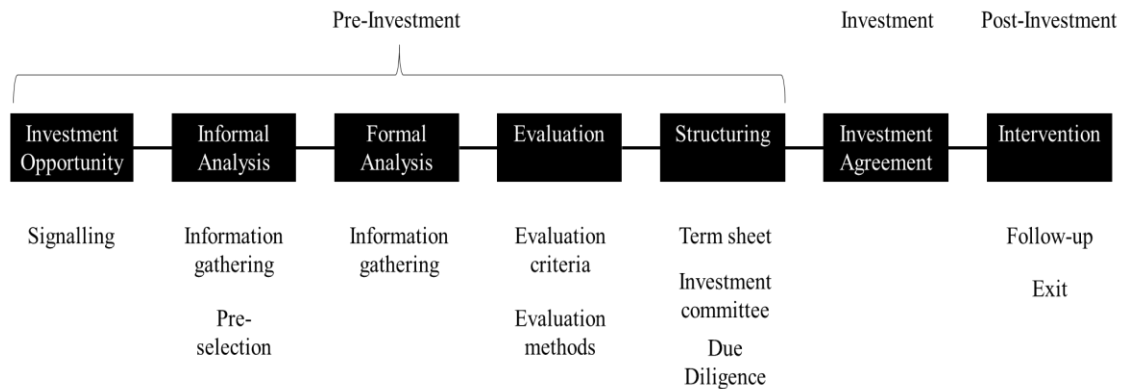 Pre-Investment
Investment
Post-Investment
Investment
Opportunity
Informal
Analysis
Formal
Analysis
Evaluation
Structuring
Investment
Agreement
Intervention
Signalling
Information
gathering
Pre-
selection
Information
gathering
Evaluation
criteria
Evaluation
methods
Term sheet
Investment
committee
Due
Diligence
Follow-up
Exit